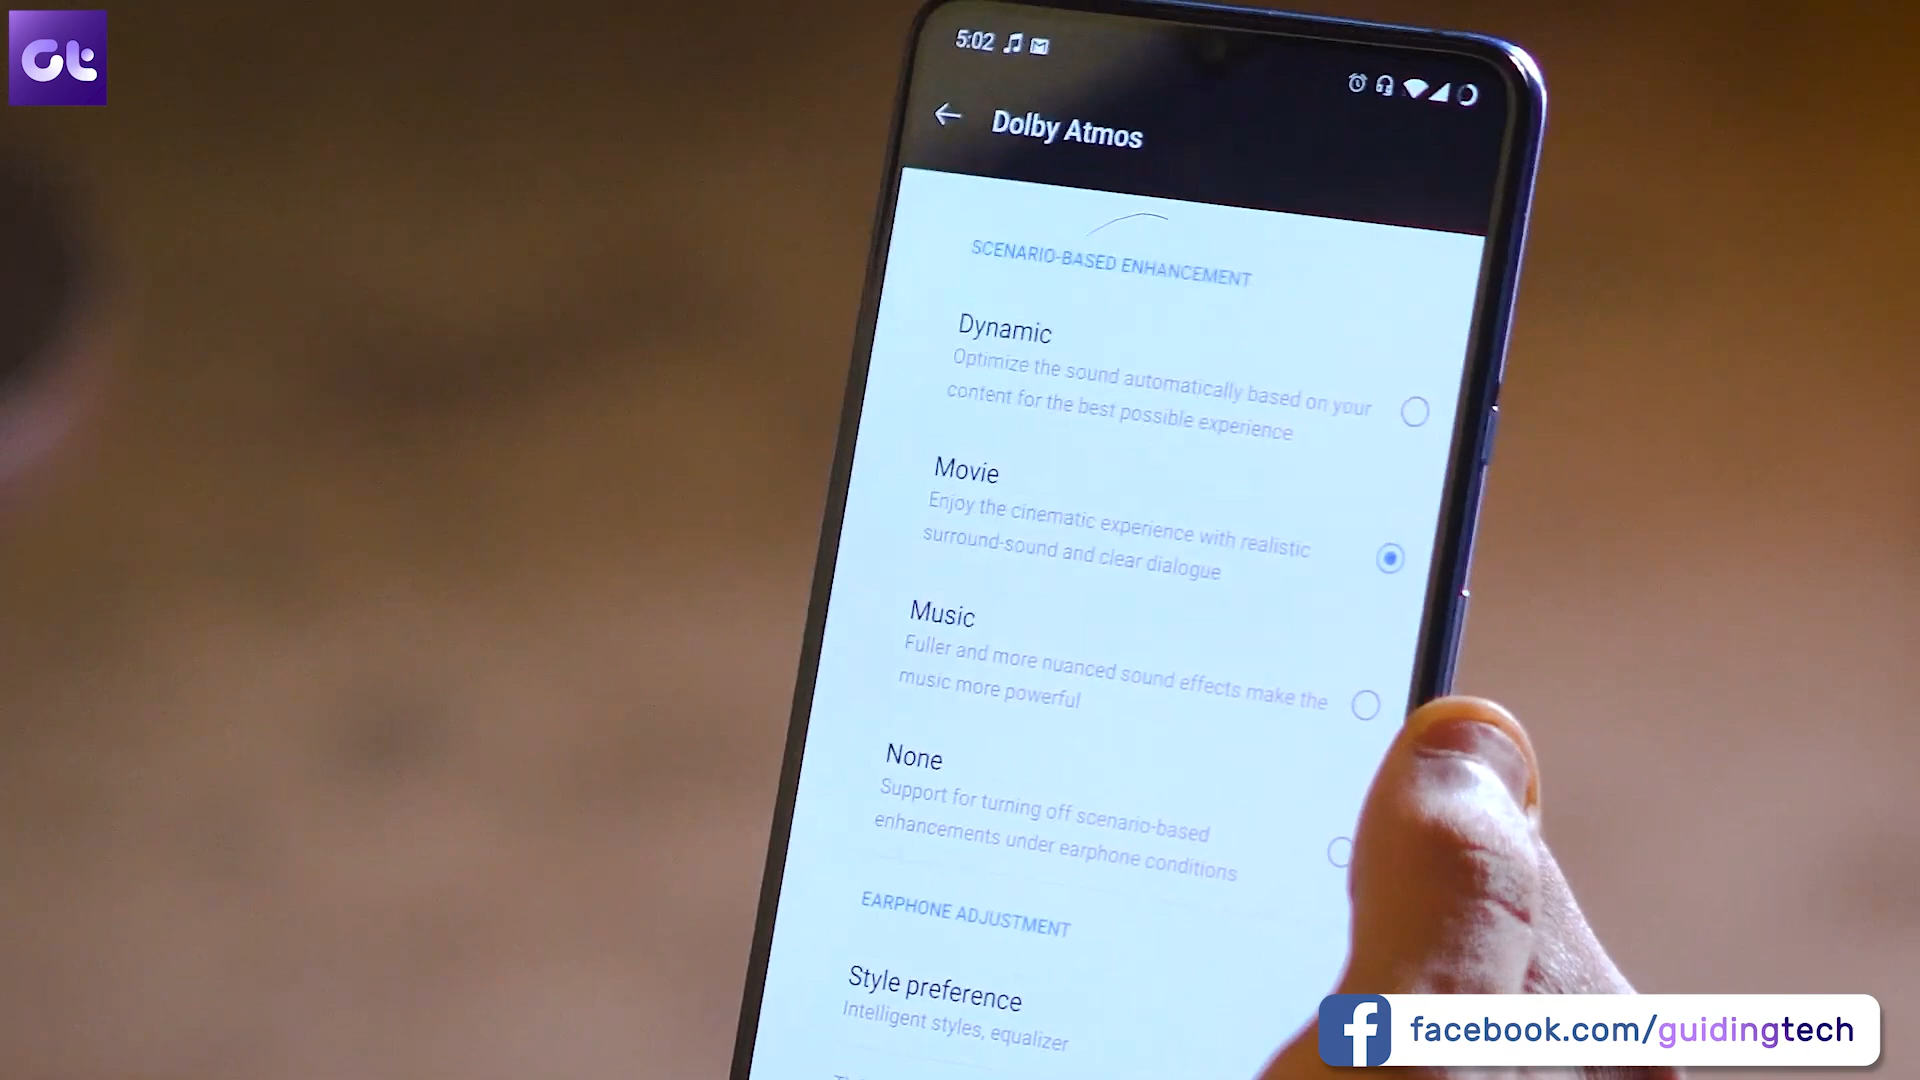 Gt
5:02
Dolby Atmos
SCENARIO-BASED ENHANCEMENT
Dynamic
Optimize the sound automatically based on your
content for the best possible experience
Movie
Enjoy the cinematic experience with realistic
surround-sound and clear dialogue
Music
Fuller and more nuanced sound effects make the
music more powerful
None
Support for turning off scenario-based
enhancements under earphone conditions
EARPHONE ADJUSTMENT
Style preference
Intelligent styles, equalizer
facebook.com/guidingtech